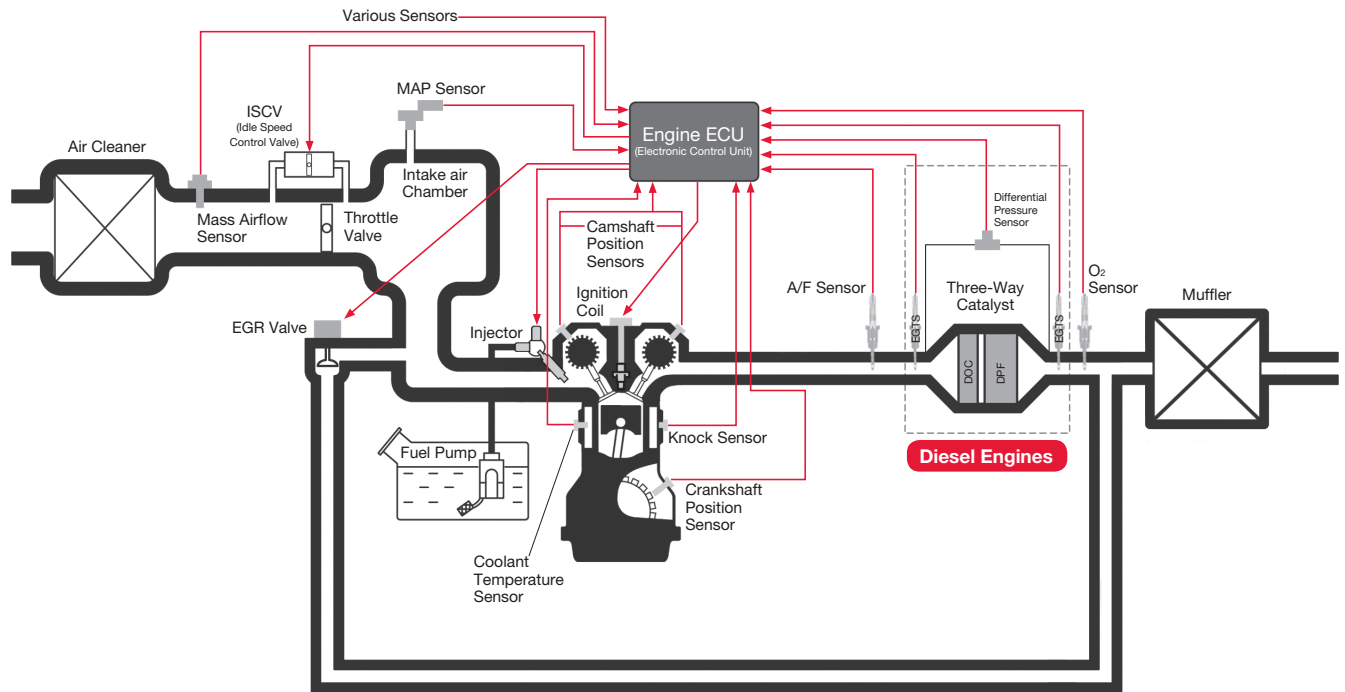 Various Sensors
MAP Sensor
ISCV
(Idle Speed
Control Valve)
Engine ECU
(Electronic Control Unit)
Air Cleaner
Intake air
Chamber
Mass Airflow
Sensor
Throttle
Valve
Camshaft
Position
Sensors
Differential
Pressure
Sensor
Ignition
Coil
A/F Sensor
Three-Way
Catalyst
O₂
Sensor
Muffler
EGR Valve
Injector
EGTS
EGTS
DOC
DPF
Knock Sensor
Fuel Pump
Diesel Engines
Crankshaft
Position
Sensor
Coolant
Temperature
Sensor